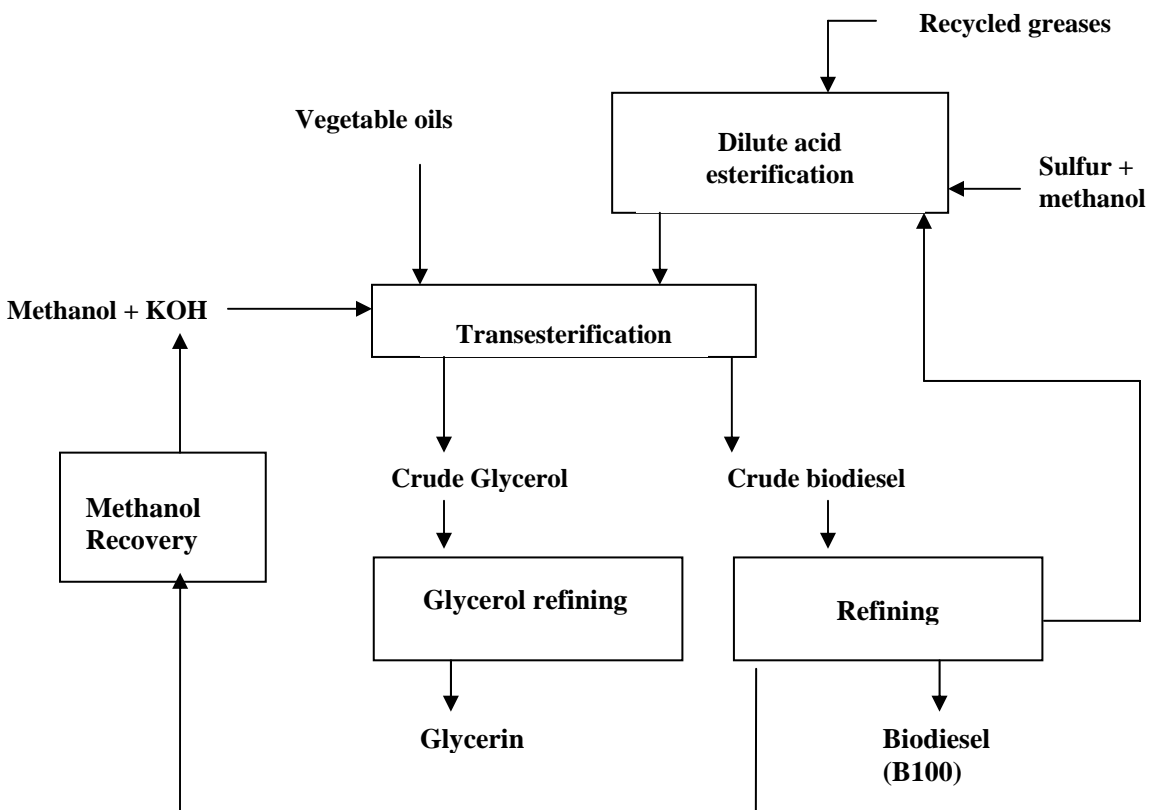 Recycled greases
Vegetable oils
Dilute acid
esterification
Sulfur +
methanol
Methanol + KOH
Transesterification
Crude Glycerol
Crude biodiesel
Methanol
Recovery
Glycerol refining
Refining
Glycerin
Biodiesel
(B100)